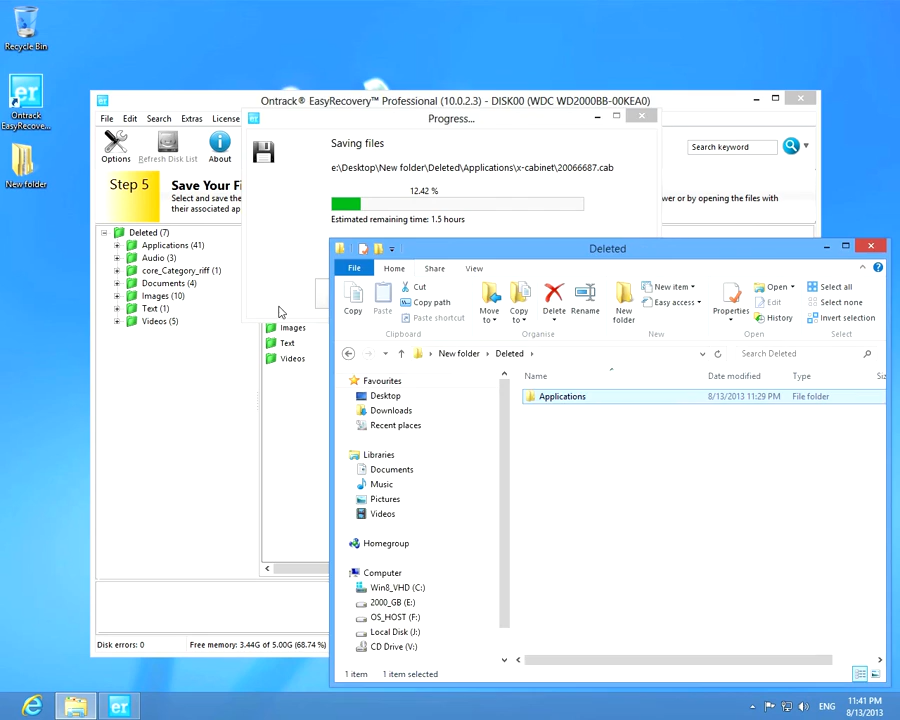 Recycle Bin
er
Ontrack
EasyRecove...
New folder
er
Ontrack® EasyRecovery™ Professional (10.0.2.3) - DISK00 (WDC WD2000BB-00KEA0)
File Edit Search Extras License
Options
Refresh Disk List
About
Search keyword
Step 5
Save Your Fi
Select and save the
their associated ap
wer or by opening the files with
Deleted (7)
Applications (41)
Audio (3)
core_Category_riff (1)
Documents (4)
Images (10)
Text (1)
Videos (5)
Images
Text
Videos
Disk errors: 0
Free memory: 3.44G of 5.00G (68.74 %)
er
Progress...
Saving files
e:\Desktop\New folder\Deleted\Applications\x-cabinet\20066687.cab
12.42 %
Estimated remaining time: 1.5 hours
Deleted
File Home Share View
Copy
Paste
Cut
Copy path
Paste shortcut
Clipboard
Move
to
Copy
to
Delete
Rename
Organise
New
folder
New item
Easy access
New
Properties
Open
Edit
History
Open
Select all
Select none
Invert selection
Select
New folder
Deleted
Search Deleted
Favourites
Desktop
Downloads
Recent places
Libraries
Documents
Music
Pictures
Videos
Homegroup
Computer
Win8_VHD (C:)
2000_GB (E:)
OS_HOST (F:)
Local Disk (J:)
CD Drive (V:)
Name Date modified Type Siz
Applications 8/13/2013 11:29 PM File folder
1 item 1 item selected
er
ENG
11:41 PM
8/13/2013